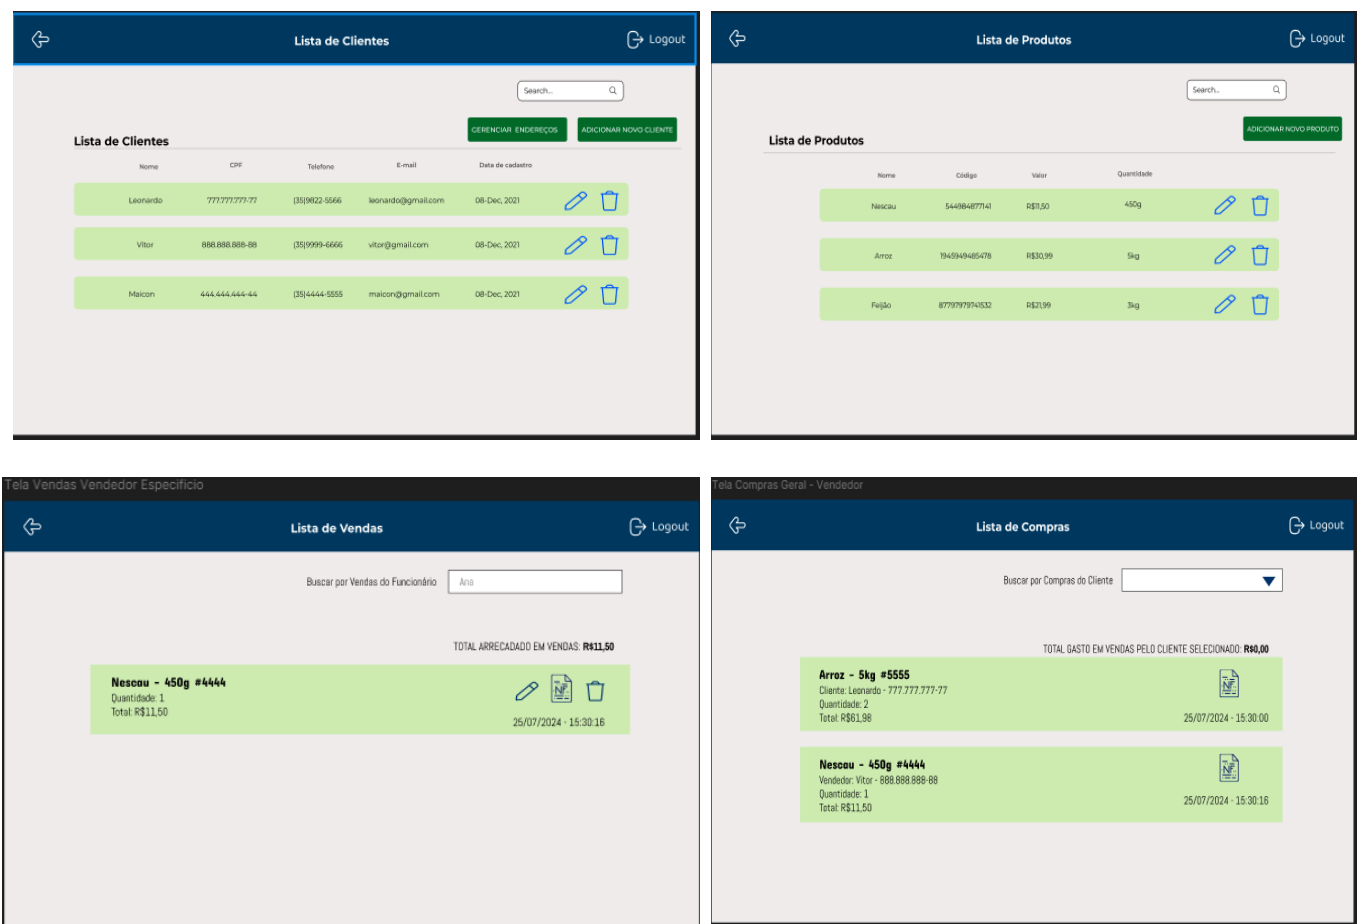 Lista de Clientes
Logout
Search...
GERENCIAR ENDEREÇOS
ADICIONAR NOVO CLIENTE
Lista de Clientes
Nome CPF Telefone E-mail Data de cadastro
Leonardo 777.777.777-77 (35)9822-5566 leonardo@gmail.com 08-Dec, 2021
Vitor 888.888.888-88 (35)9999-6666 vitor@gmail.com 08-Dec, 2021
Maicon 444.444.444-44 (35)4444-5555 maicon@gmail.com 08-Dec, 2021
Lista de Produtos
Logout
Search..
ADICIONAR NOVO PRODUTO
Lista de Produtos
Nome Código Valor Quantidade
Nescau 544984877141 R$11,50 450g
Arroz 1945949485478 R$30,99 5kg
Feijão 87797979741532 R$21,99 3kg
Tela Vendas Vendedor Especifício
Lista de Vendas
Logout
Buscar por Vendas do Funcionário
Ana
TOTAL ARRECADADO EM VENDAS: R$11,50
Nescau - 450g #4444
Quantidade: 1
Total: R$11,50
NF
25/07/2024 - 15:30:16
Tela Compras Geral - Vendedor
Lista de Compras
Logout
Buscar por Compras do Cliente
TOTAL GASTO EM VENDAS PELO CLIENTE SELECIONADO: R$0,00
Arroz - 5kg #5555
Cliente: Leonardo - 777.777.777-77
Quantidade: 2
Total: R$61,98
NF
25/07/2024 - 15:30:00
Nescau - 450g #4444
Vendedor: Vitor - 888.888.888-88
Quantidade: 1
Total: R$11,50
NF
25/07/2024 - 15:30:16